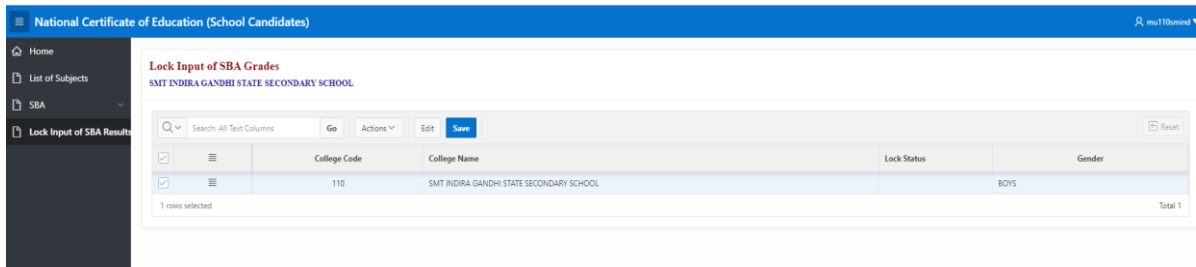 National Certificate of Education (School Candidates)
mu110smind
Home
List of Subjects
SBA
Lock Input of SBA Results
Lock Input of SBA Grades
SMT INDIRA GANDHI STATE SECONDARY SCHOOL
Search: All Text Columns Go Actions Edit Save Reset
College Code College Name Lock Status Gender
110 SMT INDIRA GANDHI STATE SECONDARY SCHOOL BOYS
1 rows selected Total 1